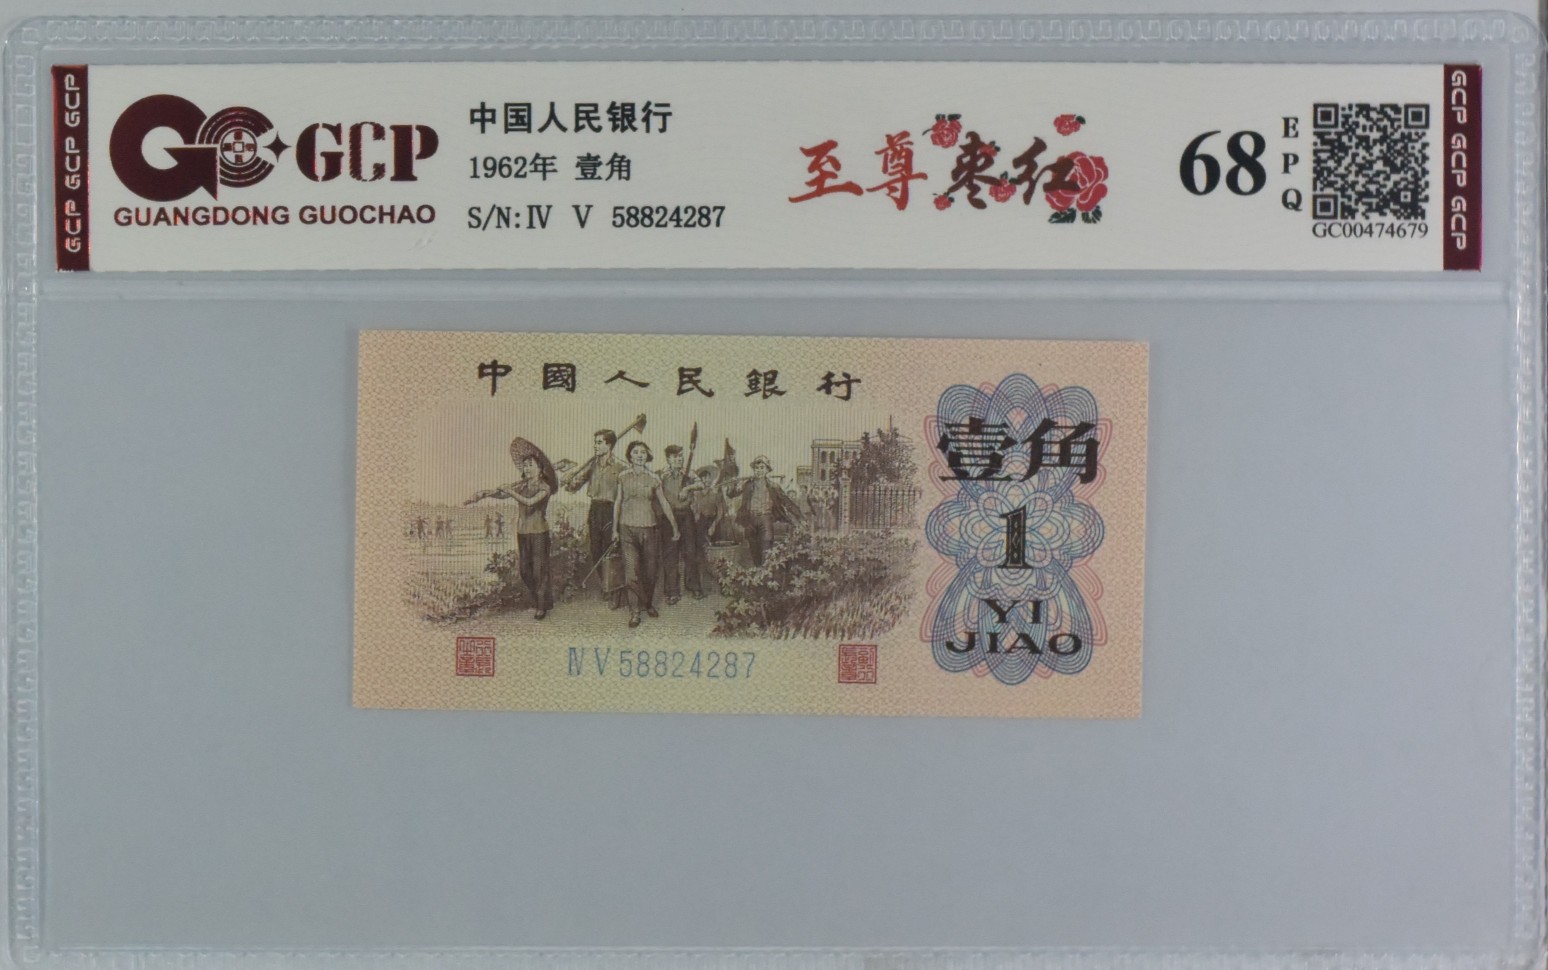 GCP GCP GCP
GCP
GUANGDONG GUOCHAO
中国人民银行
1962年 壹角
S/N:Ⅳ Ⅴ 58824287
至尊枣红
68
EPQ
GC00474679
GCP GCP GCP
中國人民銀行
壹角
1
YI
JIAO
Ⅳ Ⅴ 58824287